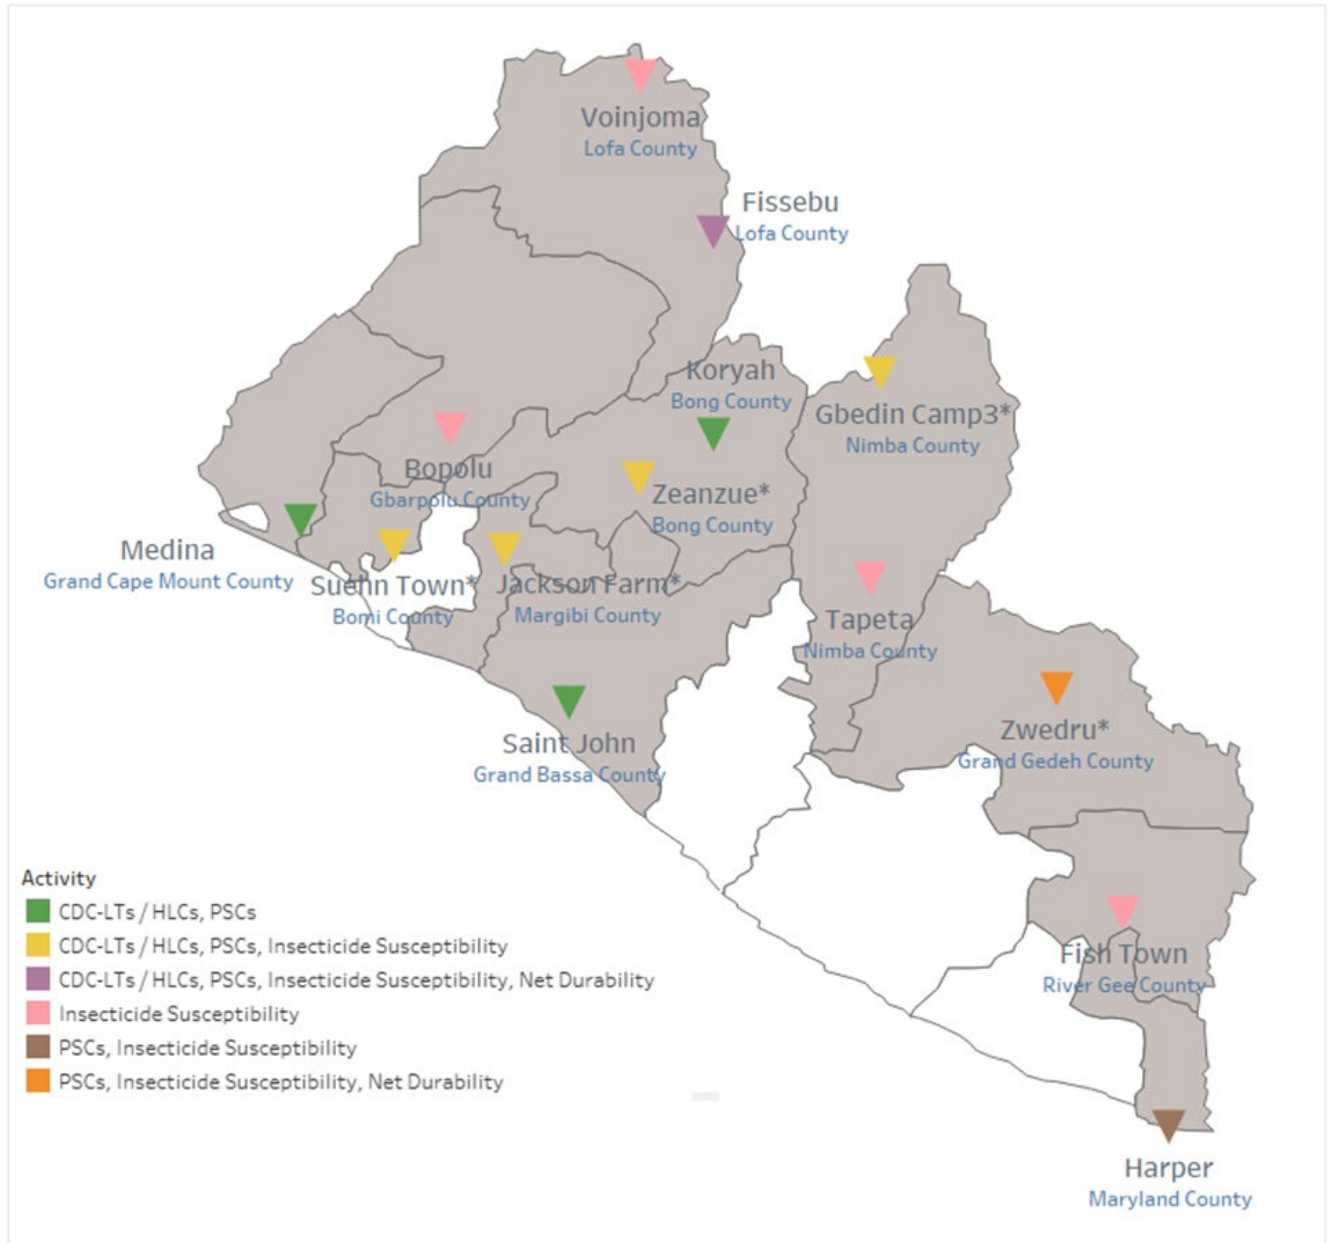 Voinjoma
Lofa County
Fissebu
Lofa County
Koryah
Bong County
Gbedin Camp3*
Nimba County
Bopolu
Gbarpolu County
Zeanzue*
Bong County
Medina
Grand Cape Mount County
Suehn Town*
Bomi County
Jackson Farm*
Margibi County
Tapeta
Nimba County
Saint John
Grand Bassa County
Zwedru*
Grand Gedeh County
Fish Town
River Gee County
Harper
Maryland County
Activity
CDC-LTs / HLCs, PSCs
CDC-LTs / HLCs, PSCs, Insecticide Susceptibility
CDC-LTs / HLCs, PSCs, Insecticide Susceptibility, Net Durability
Insecticide Susceptibility
PSCs, Insecticide Susceptibility
PSCs, Insecticide Susceptibility, Net Durability